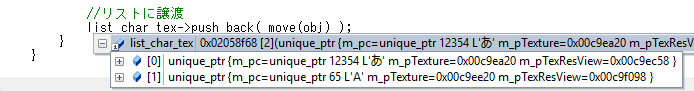 //リストに譲渡
list_char_tex->push_back( move(obj) );
}
list_char_tex 0x02058f68 [2](unique_ptr {m_pc=unique_ptr 12354 L'あ' m_pTexture=0x00c9ea20 m_pTexResV
}
[0] unique_ptr {m_pc=unique_ptr 12354 L'あ' m_pTexture=0x00c9ea20 m_pTexResView=0x00c9ec58 }
[1] unique_ptr {m_pc=unique_ptr 65 L'A' m_pTexture=0x00c9ee20 m_pTexResView=0x00c9f098 }